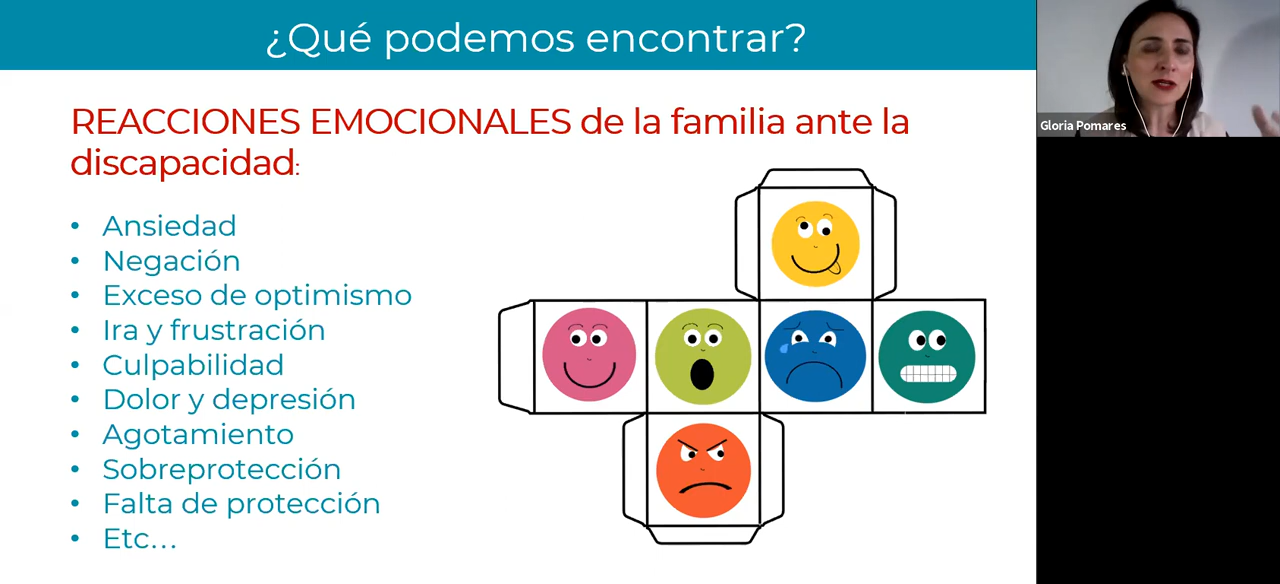 ¿Qué podemos encontrar?
REACCIONES EMOCIONALES de la familia ante la
discapacidad:
• Ansiedad
• Negación
• Exceso de optimismo
• Ira y frustración
• Culpabilidad
• Dolor y depresión
• Agotamiento
• Sobreprotección
• Falta de protección
• Etc…
Gloria Pomares